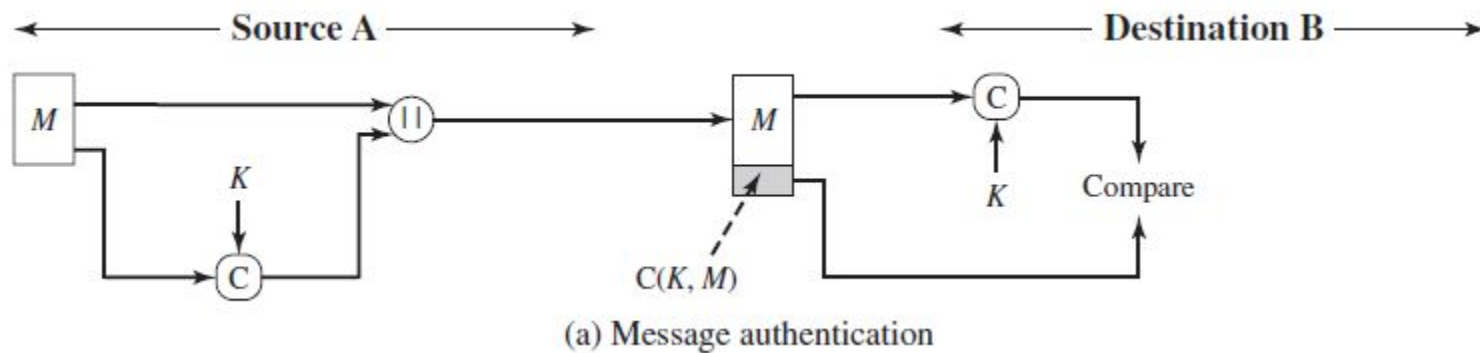 Source A Destination B
M || M C
K K Compare
C C(K, M)
(a) Message authentication